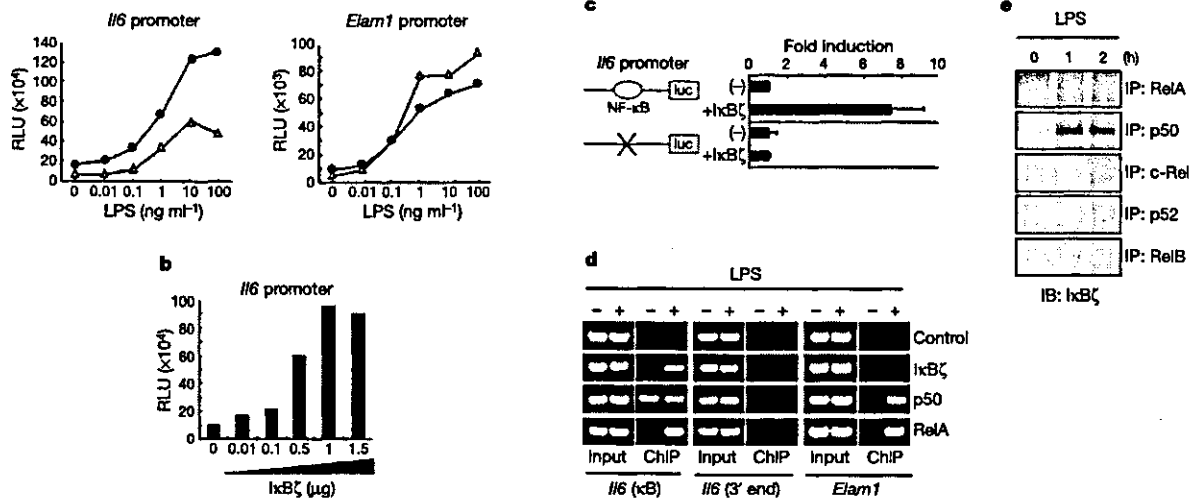 Il6 promoter
RLU (×10⁴)
140
120
100
80
60
40
20
0
0 0.01 0.1 1 10 100
LPS (ng ml⁻¹)
Elam1 promoter
RLU (×10³)
100
80
60
40
20
0
0 0.01 0.1 1 10 100
LPS (ng ml⁻¹)
b
Il6 promoter
RLU (×10⁴)
100
80
60
40
20
0
0 0.01 0.1 0.5 1 1.5
IκBζ (μg)
c
Fold induction
0 2 4 6 8 10
Il6 promoter
NF-κB
luc
(–)
+IκBζ
luc
(–)
+IκBζ
d
LPS
– + – + – + – + – + – +
Control
IκBζ
p50
RelA
Input ChIP Input ChIP Input ChIP
Il6 (κB) Il6 (3′ end) Elam1
e
LPS
0 1 2 (h)
IP: RelA
IP: p50
IP: c-Rel
IP: p52
IP: RelB
IB: IκBζ